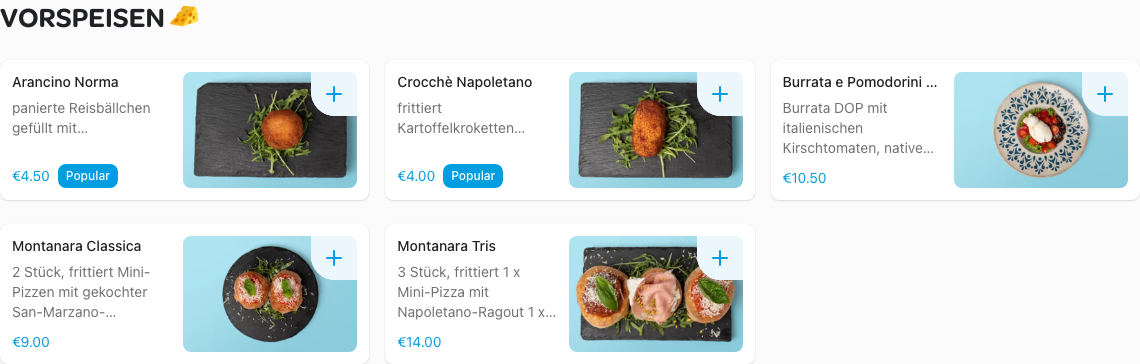 VORSPEISEN 🧀
Arancino Norma
panierte Reisbällchen
gefüllt mit...
€4.50 Popular
Crocchè Napoletano
frittiert
Kartoffelkroketten...
€4.00 Popular
Burrata e Pomodorini ...
Burrata DOP mit
italienischen
Kirschtomaten, native...
€10.50
Montanara Classica
2 Stück, frittiert Mini-
Pizzen mit gekochter
San-Marzano-...
€9.00
Montanara Tris
3 Stück, frittiert 1 x
Mini-Pizza mit
Napoletano-Ragout 1 x...
€14.00